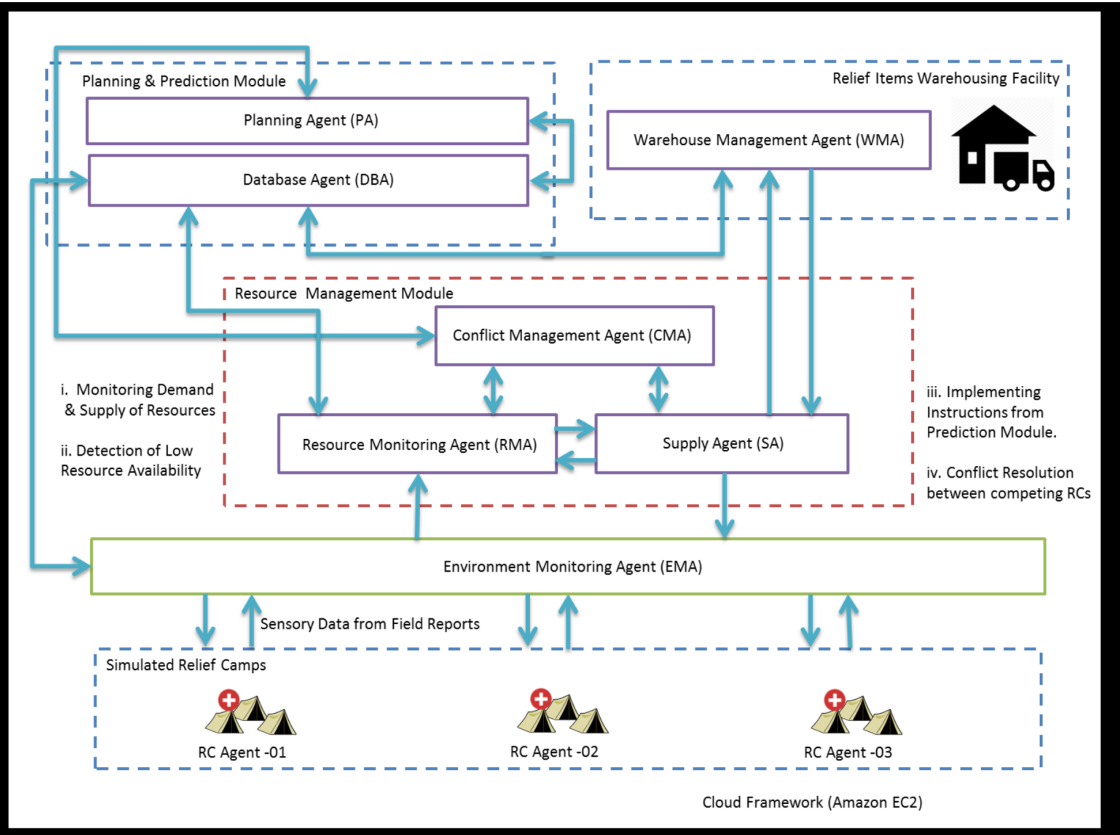 Planning & Prediction Module
Planning Agent (PA)
Database Agent (DBA)
Relief Items Warehousing Facility
Warehouse Management Agent (WMA)
Resource Management Module
Conflict Management Agent (CMA)
Resource Monitoring Agent (RMA)
Supply Agent (SA)
i. Monitoring Demand
& Supply of Resources
ii. Detection of Low
Resource Availability
iii. Implementing
Instructions from
Prediction Module.
iv. Conflict Resolution
between competing RCs
Environment Monitoring Agent (EMA)
Sensory Data from Field Reports
Simulated Relief Camps
RC Agent -01
RC Agent -02
RC Agent -03
Cloud Framework (Amazon EC2)